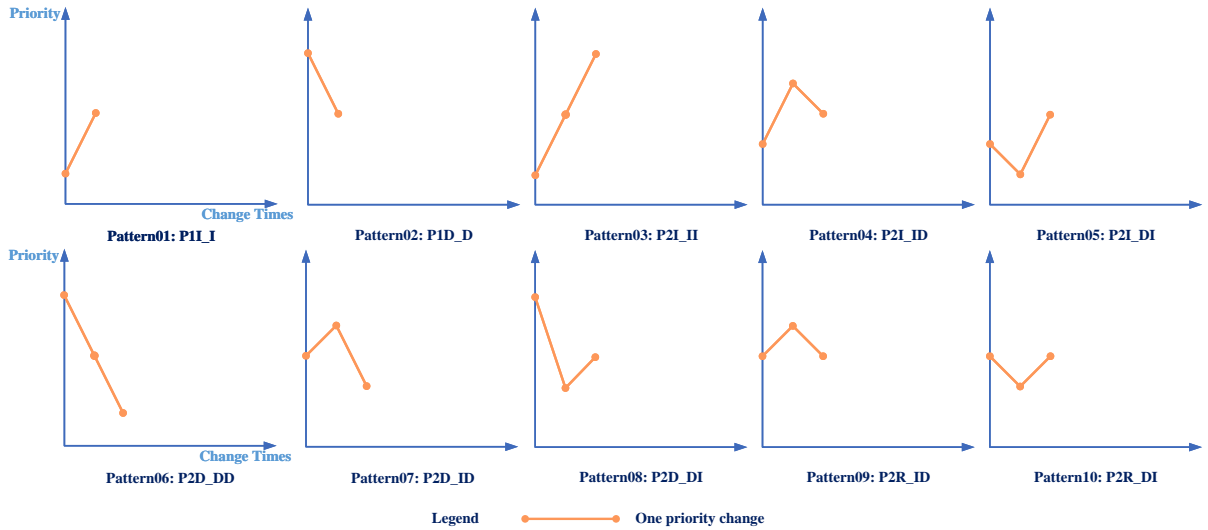 Priority
Change Times
Pattern01: P1I_I
Pattern02: P1D_D
Pattern03: P2I_II
Pattern04: P2I_ID
Pattern05: P2I_DI
Priority
Change Times
Pattern06: P2D_DD
Pattern07: P2D_ID
Pattern08: P2D_DI
Pattern09: P2R_ID
Pattern10: P2R_DI
Legend One priority change